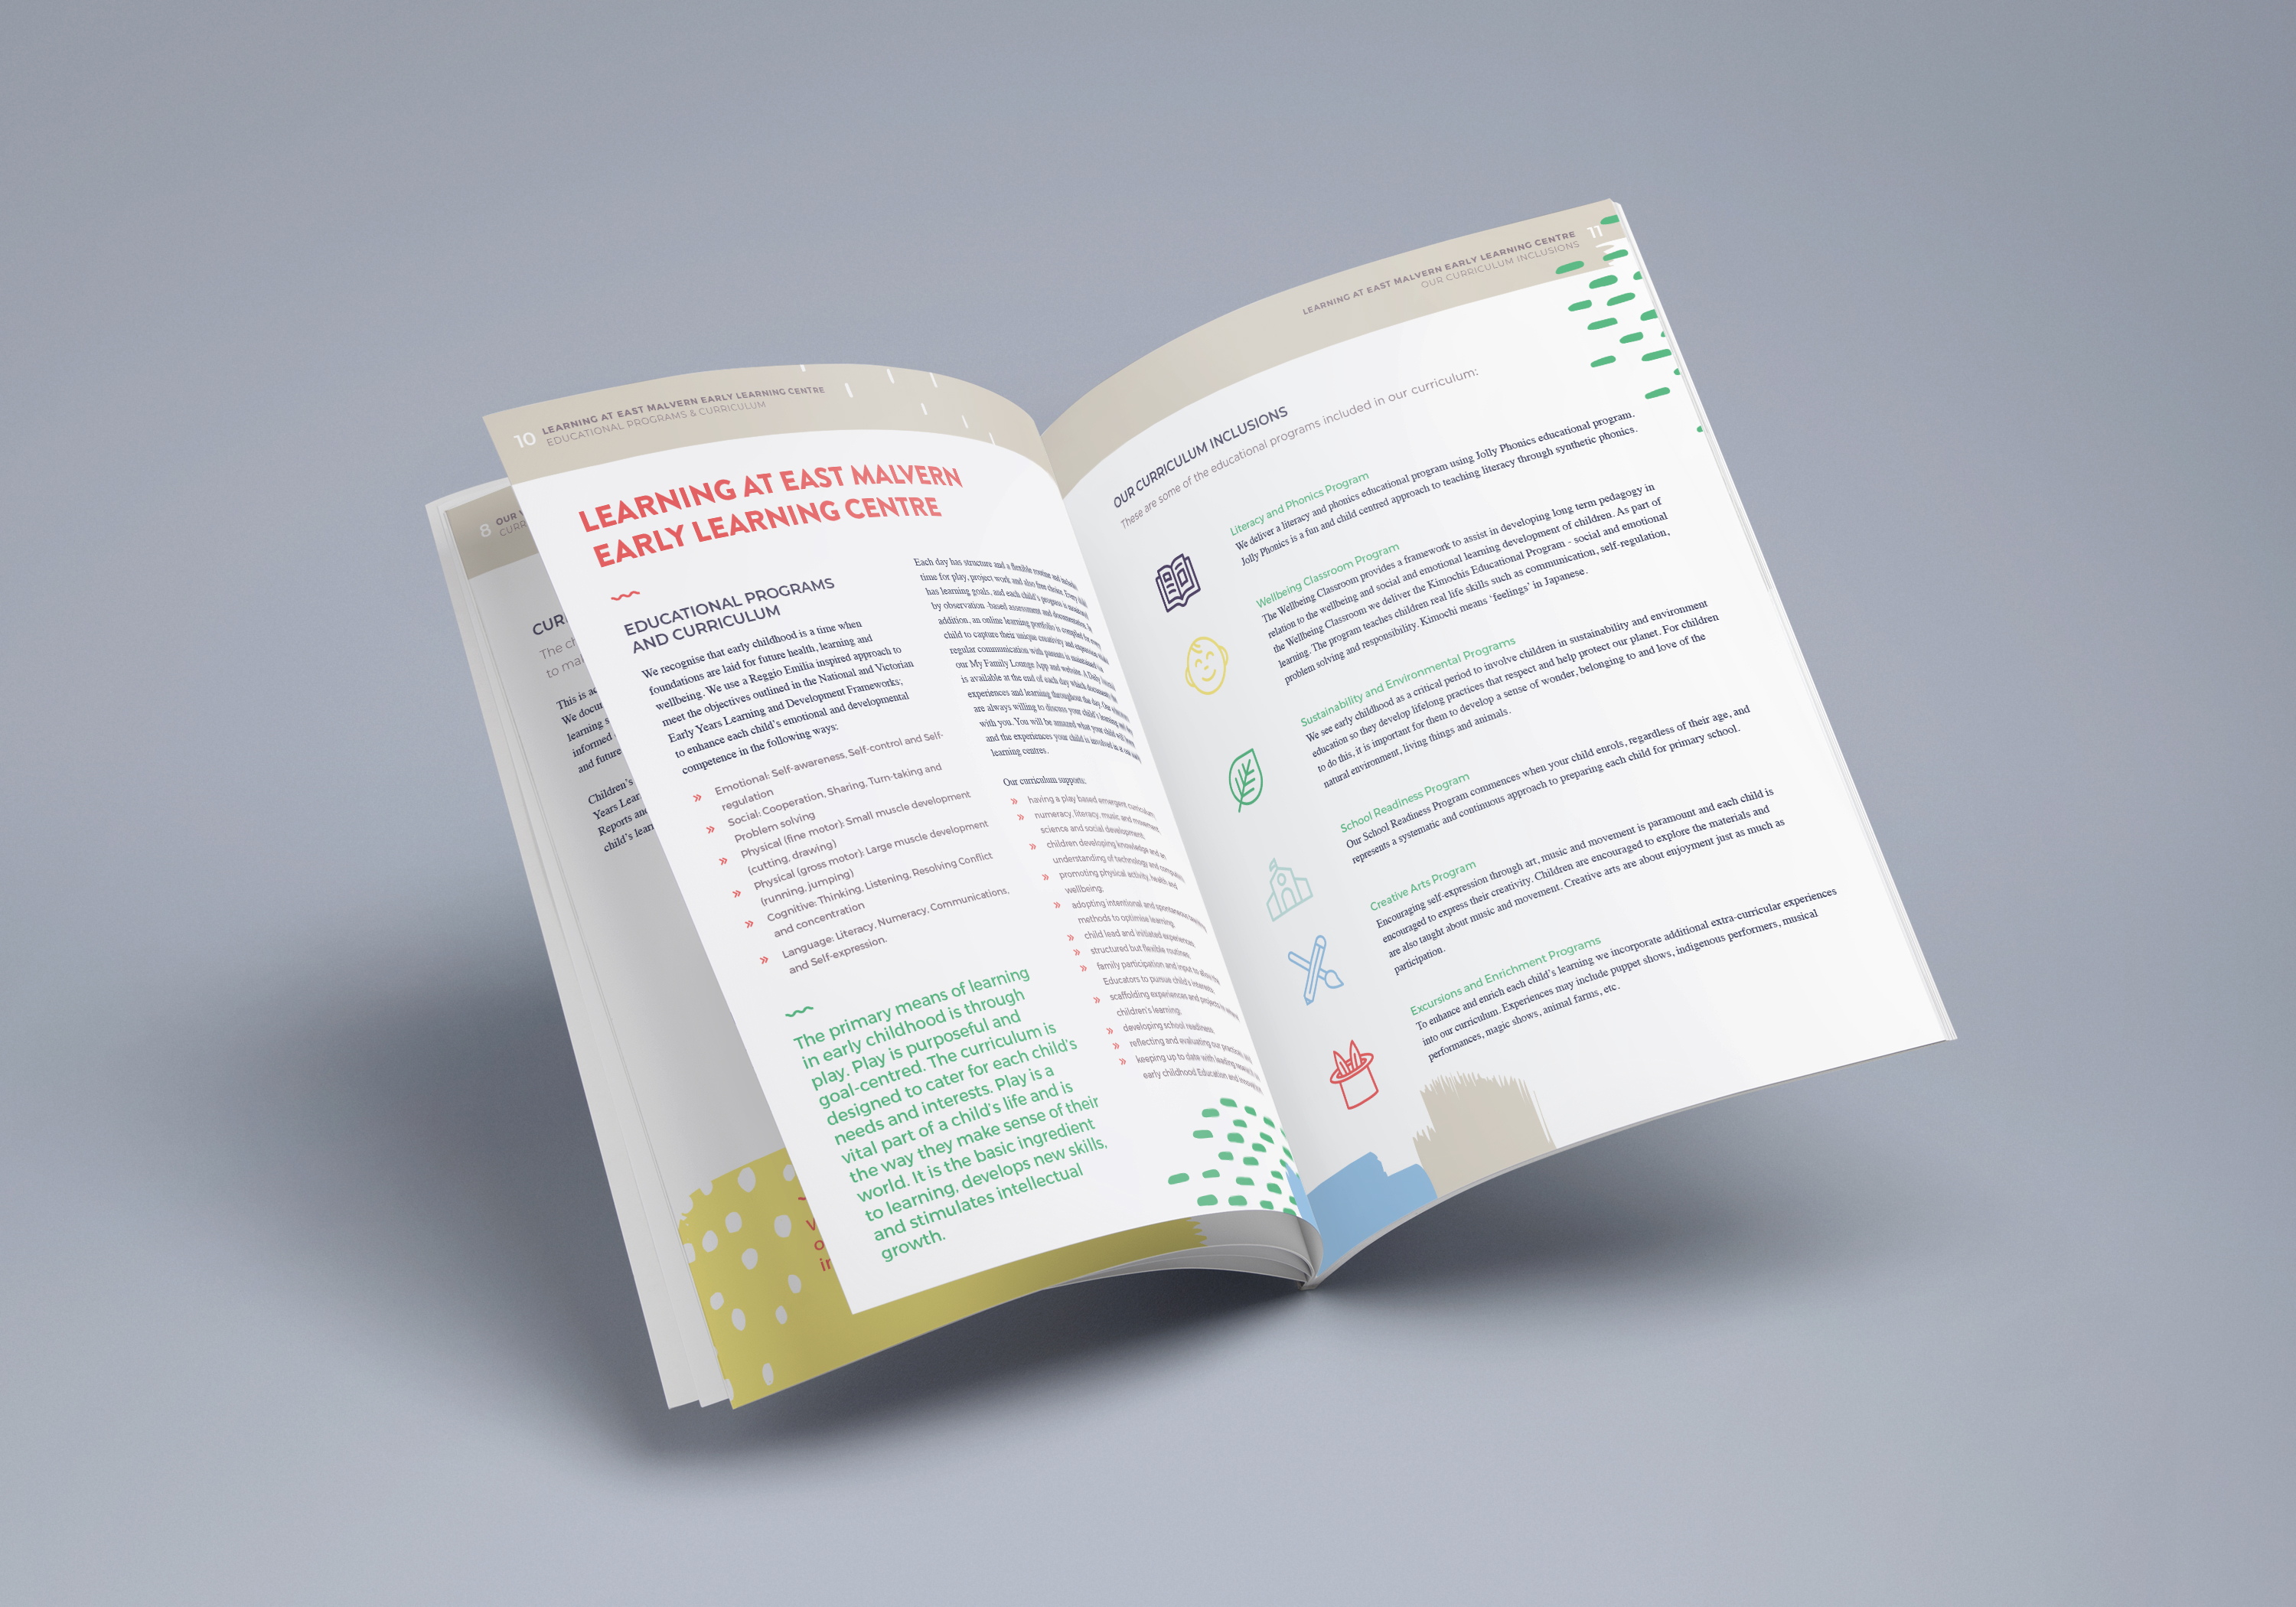 8 OUR
CURR
CUR
The ch
to ma
This is
We docu
learning s
informed
and future
Children's
Years Lear
Reports and
child's lear
10 LEARNING AT EAST MALVERN EARLY LEARNING CENTRE
EDUCATIONAL PROGRAMS & CURRICULUM
LEARNING AT EAST MALVERN
EARLY LEARNING CENTRE
EDUCATIONAL PROGRAMS
AND CURRICULUM
We recognise that early childhood is a time when
foundations are laid for future health, learning and
wellbeing. We use a Reggio Emilia inspired approach to
meet the objectives outlined in the National and Victorian
Early Years Learning and Development Frameworks;
to enhance each child's emotional and developmental
competence in the following ways:
» Emotional: Self-awareness, Self-control and Self-
regulation
» Social: Cooperation, Sharing, Turn-taking and
Problem solving
» Physical (fine motor): Small muscle development
(cutting, drawing)
» Physical (gross motor): Large muscle development
(running, jumping)
» Cognitive: Thinking, Listening, Resolving Conflict
and concentration
» Language: Literacy, Numeracy, Communications,
and Self-expression.
The primary means of learning
in early childhood is through
play. Play is purposeful and
goal-centred. The curriculum is
designed to cater for each child's
needs and interests. Play is a
vital part of a child's life and is
the way they make sense of their
world. It is the basic ingredient
to learning, develops new skills,
and stimulates intellectual
growth.
Each day has structure and a flexible routine and includes
time for play, project work and also free choice. Every child
has learning goals, and each child's progress is monitored
by observation -based assessment and documentation. In
addition, an online learning portfolio is compiled for every
child to capture their unique creativity and experiences whilst
regular communication with parents is maintained via
our My Family Lounge App and website. A Daily Journal
is available at the end of each day which documents the
experiences and learning throughout the day. Our educators
are always willing to discuss your child's learning and
with you. You will be amazed what your child will learn
and the experiences your child is involved in at our early
learning centres.
Our curriculum supports:
» having a play based emergent curriculum;
» numeracy, literacy, music and movement,
science and social development;
» children developing knowledge and an
understanding of technology and computers;
» promoting physical activity, health and
wellbeing;
» adopting intentional and spontaneous teaching
methods to optimise learning;
» child lead and initiated experiences;
» structured but flexible routines;
» family participation and input to allow the
Educators to pursue child's interests;
» scaffolding experiences and projects to extend
children's learning;
» developing school readiness;
» reflecting and evaluating our practices; and
» keeping up to date with leading research in
early childhood Education and innovation.
LEARNING AT EAST MALVERN EARLY LEARNING CENTRE 11
OUR CURRICULUM INCLUSIONS
OUR CURRICULUM INCLUSIONS
These are some of the educational programs included in our curriculum:
Literacy and Phonics Program
We deliver a literacy and phonics educational program using Jolly Phonics educational program.
Jolly Phonics is a fun and child centred approach to teaching literacy through synthetic phonics.
Wellbeing Classroom Program
The Wellbeing Classroom provides a framework to assist in developing long term pedagogy in
relation to the wellbeing and social and emotional learning development of children. As part of
the Wellbeing Classroom we deliver the Kimochis Educational Program - social and emotional
learning. The program teaches children real life skills such as communication, self-regulation,
problem solving and responsibility. Kimochi means 'feelings' in Japanese.
Sustainability and Environmental Programs
We see early childhood as a critical period to involve children in sustainability and environment
education so they develop lifelong practices that respect and help protect our planet. For children
to do this, it is important for them to develop a sense of wonder, belonging to and love of the
natural environment, living things and animals.
School Readiness Program
Our School Readiness Program commences when your child enrols, regardless of their age, and
represents a systematic and continuous approach to preparing each child for primary school.
Creative Arts Program
Encouraging self-expression through art, music and movement is paramount and each child is
encouraged to express their creativity. Children are encouraged to explore the materials and
are also taught about music and movement. Creative arts are about enjoyment just as much as
participation.
Excursions and Enrichment Programs
To enhance and enrich each child's learning we incorporate additional extra-curricular experiences
into our curriculum. Experiences may include puppet shows, indigenous performers, musical
performances, magic shows, animal farms, etc.